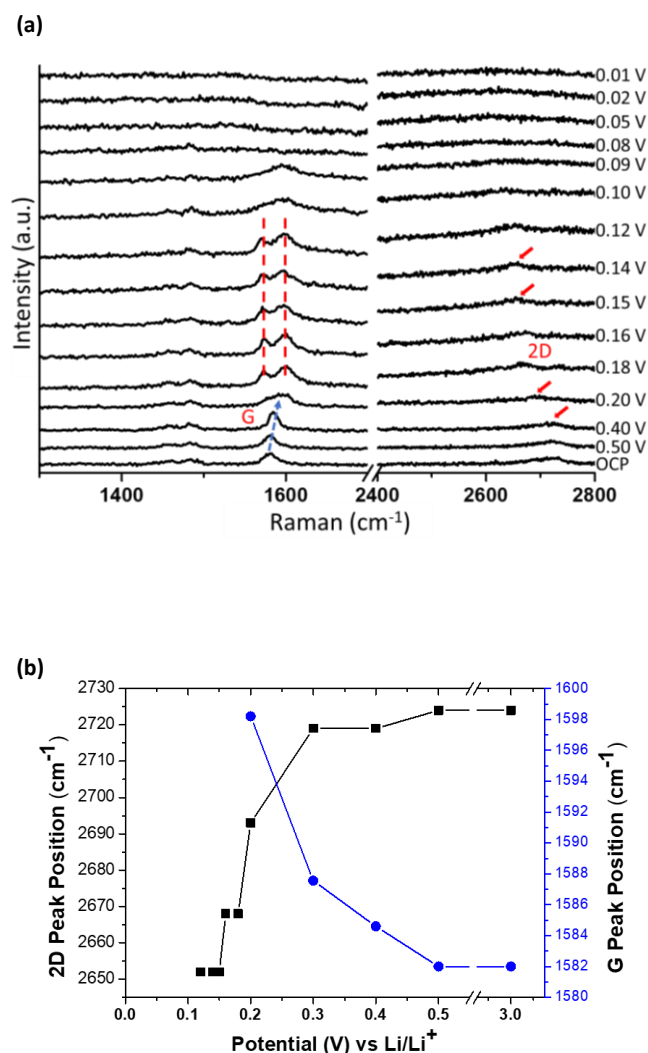 (a)
0.01 V
0.02 V
0.05 V
0.08 V
0.09 V
0.10 V
0.12 V
0.14 V
0.15 V
0.16 V
2D
0.18 V
0.20 V
G
0.40 V
0.50 V
OCP
Intensity (a.u.)
1400 1600 2400 2600 2800
Raman (cm-1)
(b)
2730
2720
2710
2700
2690
2680
2670
2660
2650
2D Peak Position (cm-1)
1600
1598
1596
1594
1592
1590
1588
1586
1584
1582
1580
G Peak Position (cm-1)
0.0 0.1 0.2 0.3 0.4 0.5 3.0
Potential (V) vs Li/Li+